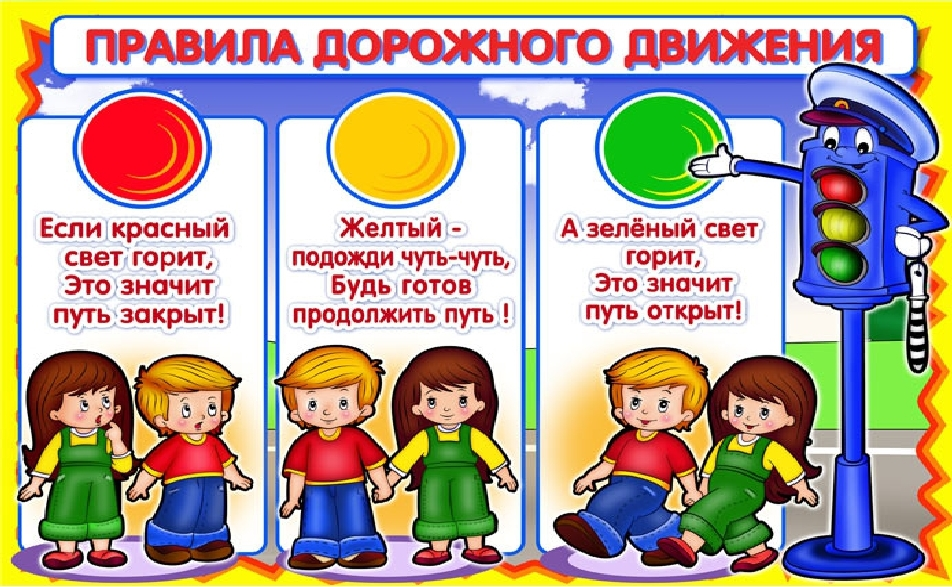 ПРАВИЛА ДОРОЖНОГО ДВИЖЕНИЯ
Если красный
свет горит,
Это значит
путь закрыт!
Желтый -
подожди чуть-чуть,
Будь готов
продолжить путь !
А зелёный свет
горит,
Это значит
путь открыт!